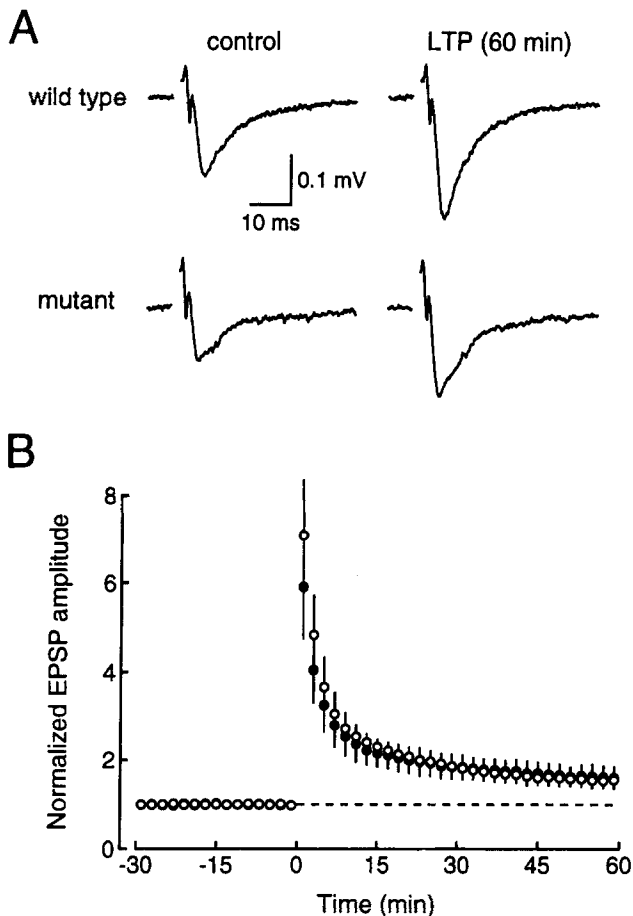 A
control
LTP (60 min)
wild type
0.1 mV
10 ms
mutant
B
Normalized EPSP amplitude
8
6
4
2
0
-30
-15
0
15
30
45
60
Time (min)